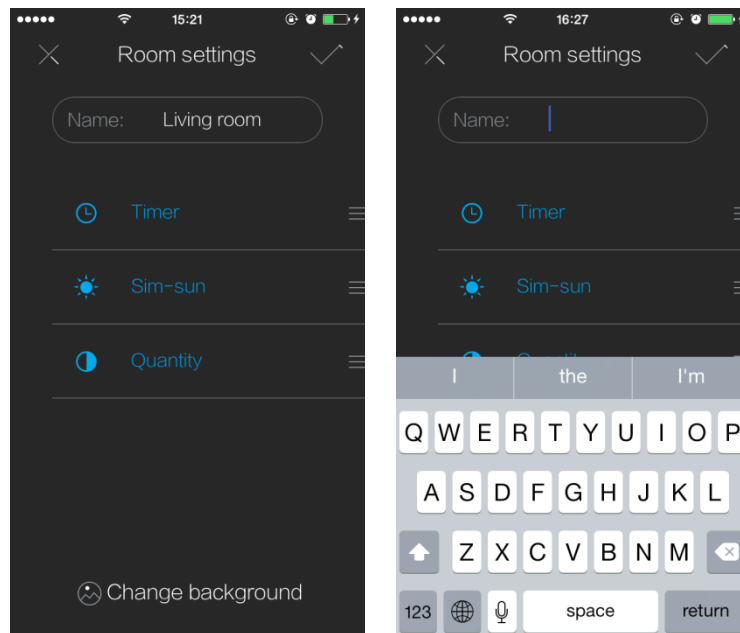 15:21
Room settings
Name: Living room
Timer
Sim-sun
Quantity
Change background
16:27
Room settings
Name:
Timer
Sim-sun
I the I'm
Q W E R T Y U I O P
A S D F G H J K L
Z X C V B N M
123 space return